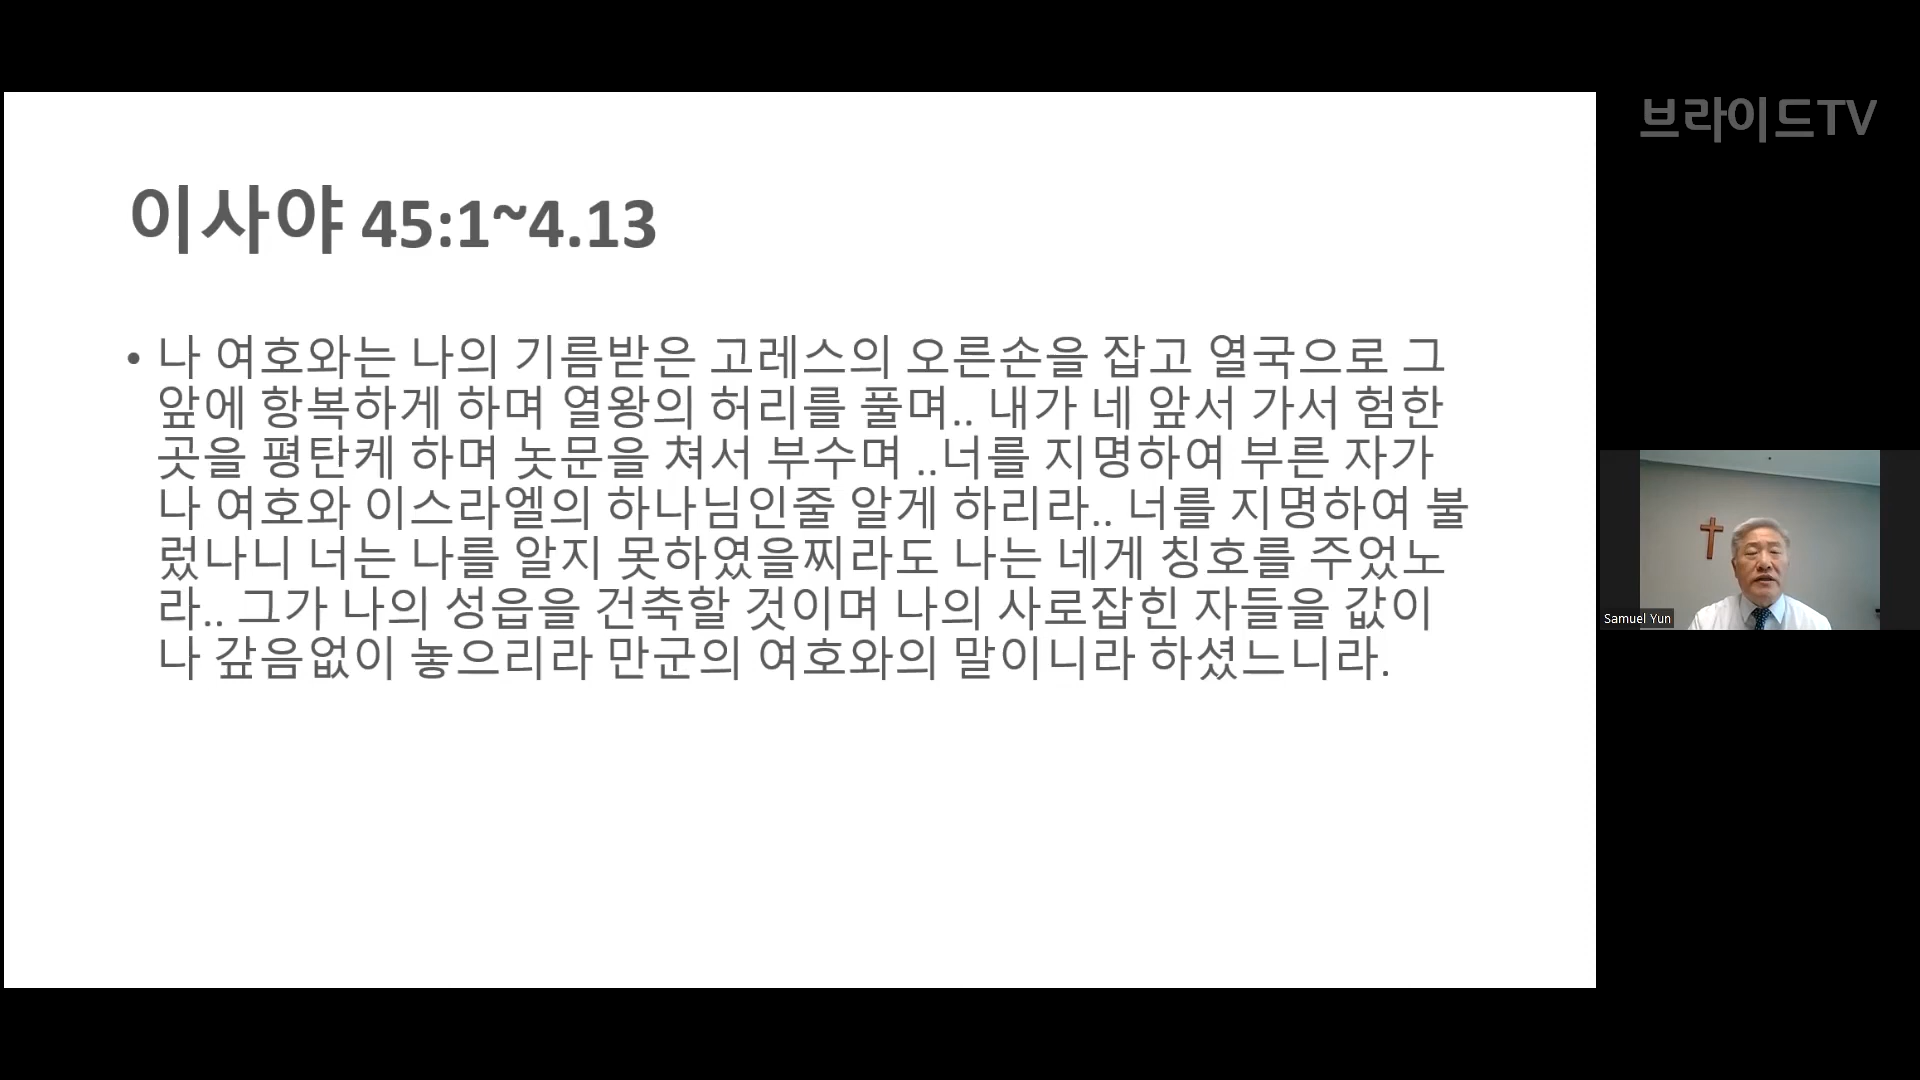 브라이드TV
이사야 45:1~4.13
• 나 여호와는 나의 기름받은 고레스의 오른손을 잡고 열국으로 그
앞에 항복하게 하며 열왕의 허리를 풀며.. 내가 네 앞서 가서 험한
곳을 평탄케 하며 놋문을 쳐서 부수며 ..너를 지명하여 부른 자가
나 여호와 이스라엘의 하나님인줄 알게 하리라.. 너를 지명하여 불
렀나니 너는 나를 알지 못하였을찌라도 나는 네게 칭호를 주었노
라.. 그가 나의 성읍을 건축할 것이며 나의 사로잡힌 자들을 값이
나 갚음없이 놓으리라 만군의 여호와의 말이니라 하셨느니라.
Samuel Yun